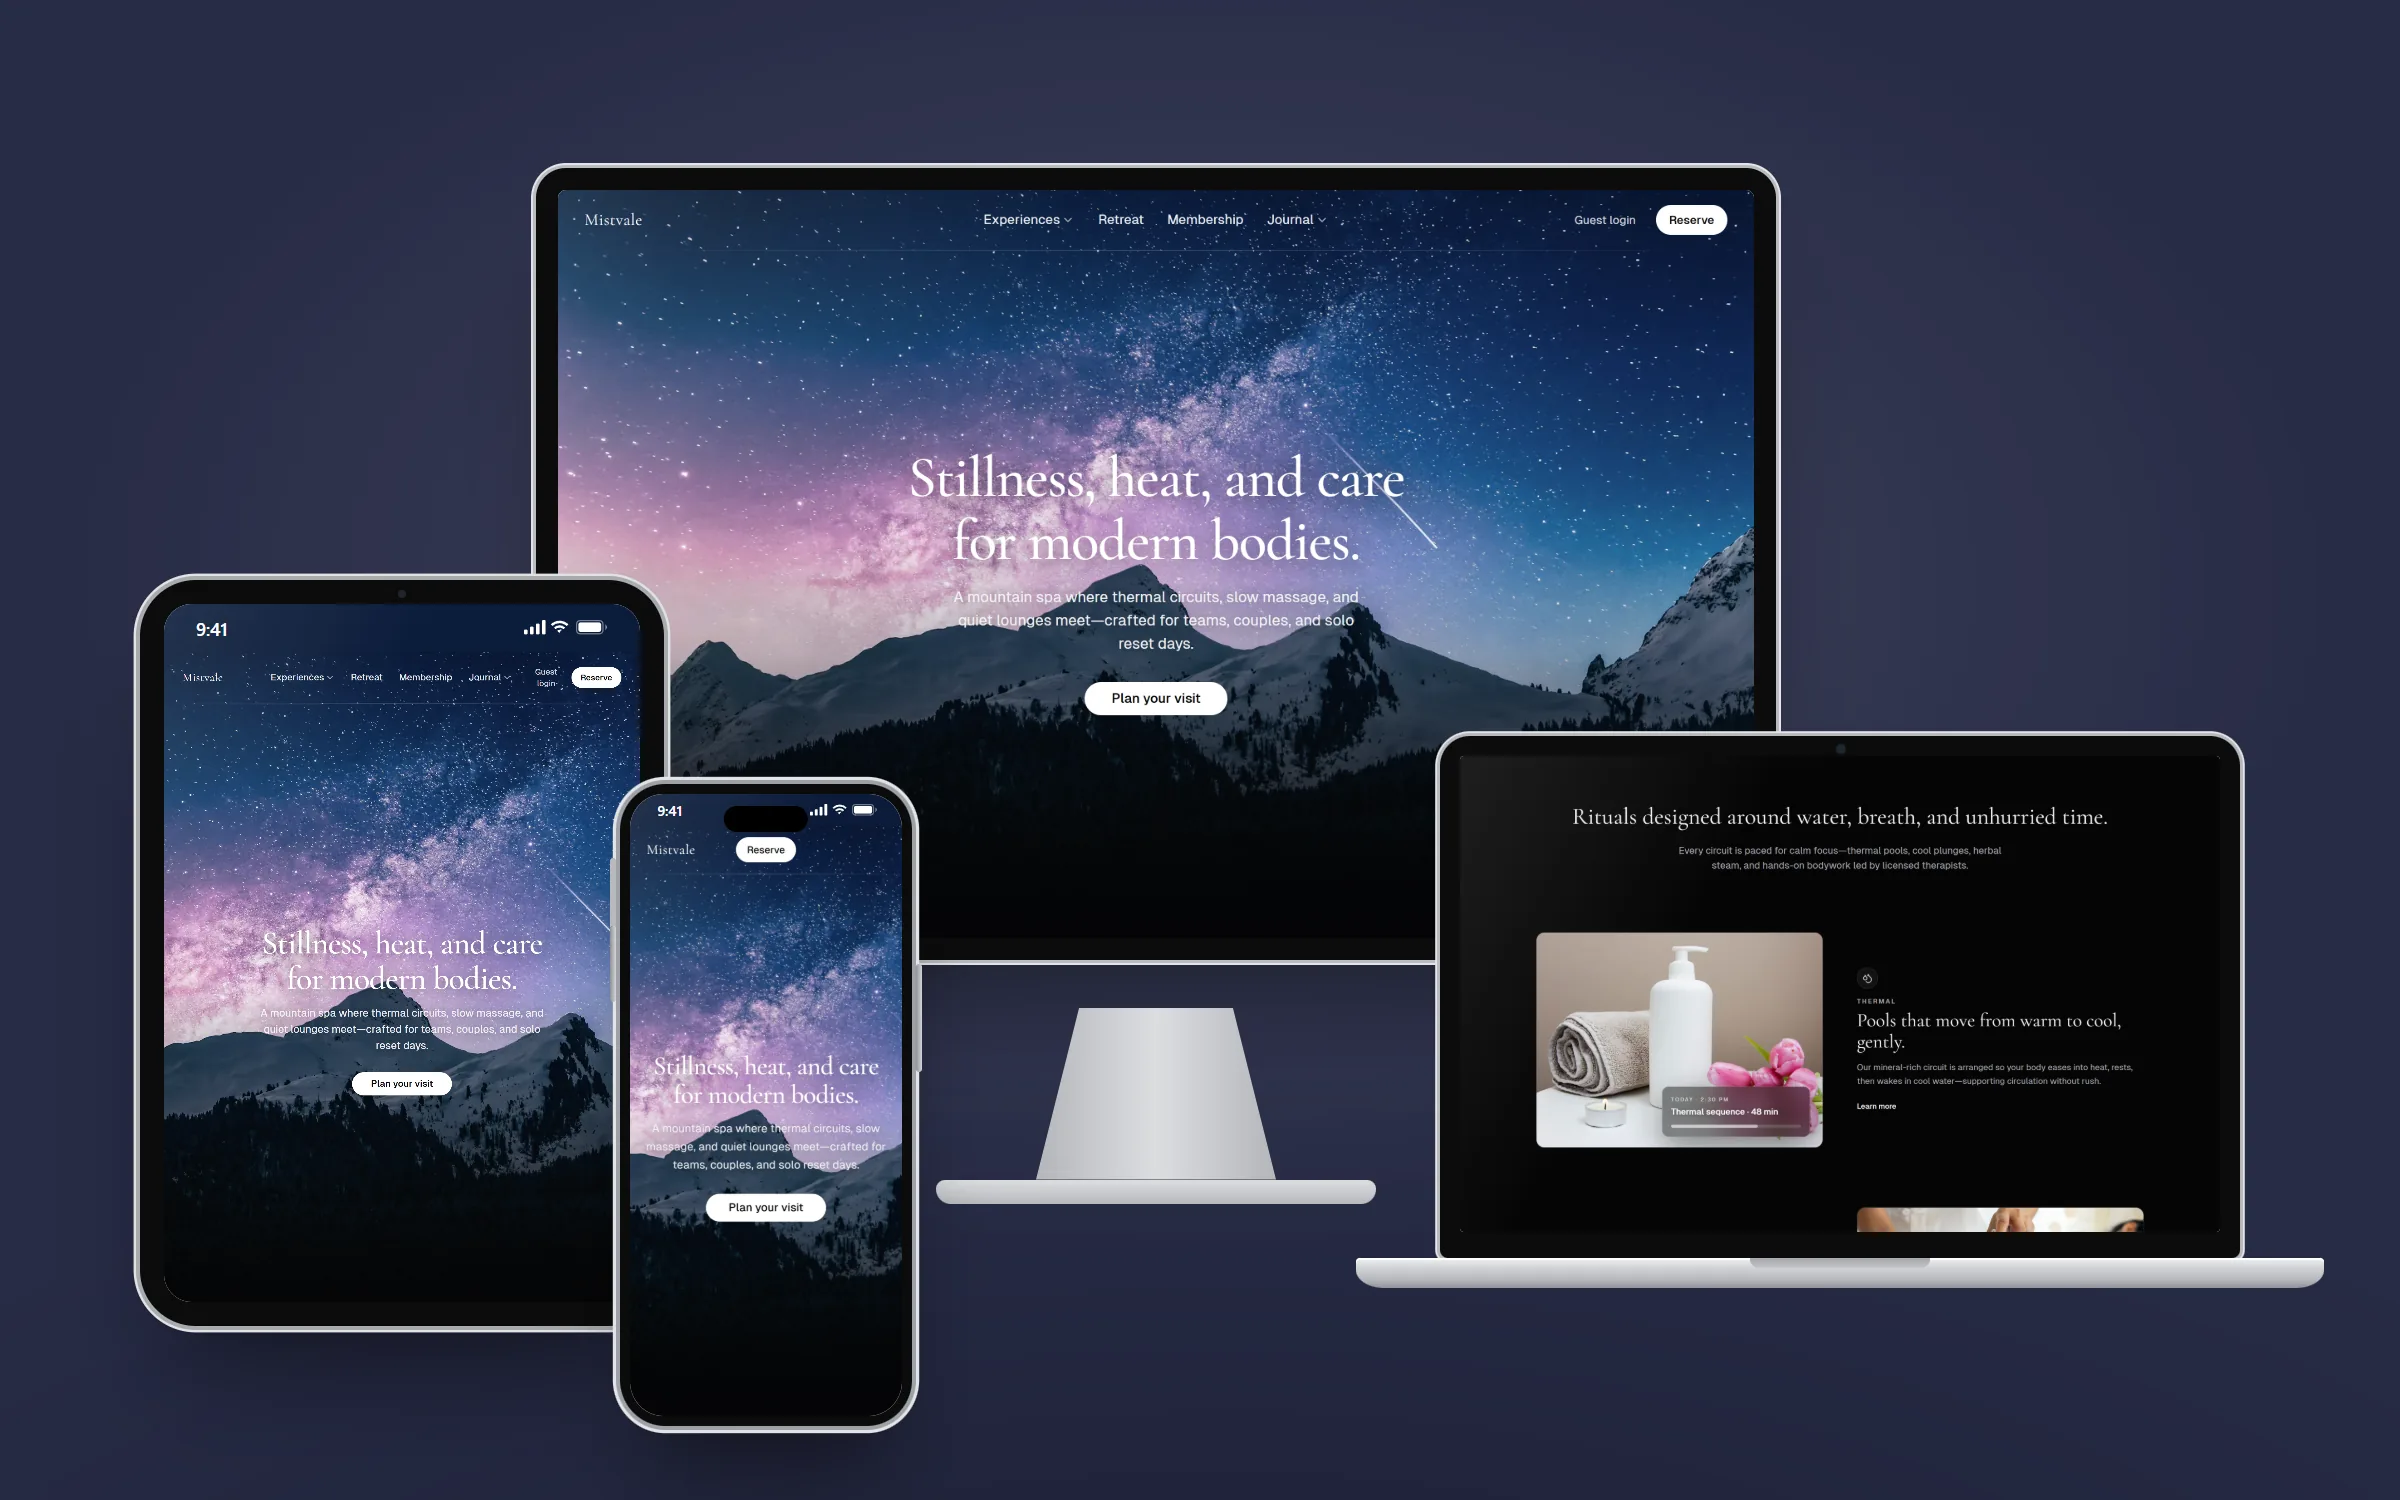 Mistvale
Experiences
Retreat
Membership
Journal
Guest login
Reserve
Stillness, heat, and care
for modern bodies.
A mountain spa where thermal circuits, slow massage, and
quiet lounges meet—crafted for teams, couples, and solo
reset days.
Plan your visit
9:41
Mistvale
Experiences
Retreat
Membership
Journal
Guest
login
Reserve
Stillness, heat, and care
for modern bodies.
A mountain spa where thermal circuits, slow massage, and
quiet lounges meet—crafted for teams, couples, and solo
reset days.
Plan your visit
9:41
Mistvale
Reserve
Stillness, heat, and care
for modern bodies.
A mountain spa where thermal circuits, slow
massage, and quiet lounges meet—crafted for
teams, couples, and solo reset days.
Plan your visit
Rituals designed around water, breath, and unhurried time.
Every circuit is paced for calm focus—thermal pools, cool plunges, herbal
steam, and hands-on bodywork led by licensed therapists.
TODAY · 2:30 PM
Thermal sequence · 48 min
THERMAL
Pools that move from warm to cool,
gently.
Our mineral-rich circuit is arranged so your body eases into heat, rests,
then wakes in cool water—supporting circulation without rush.
Learn more